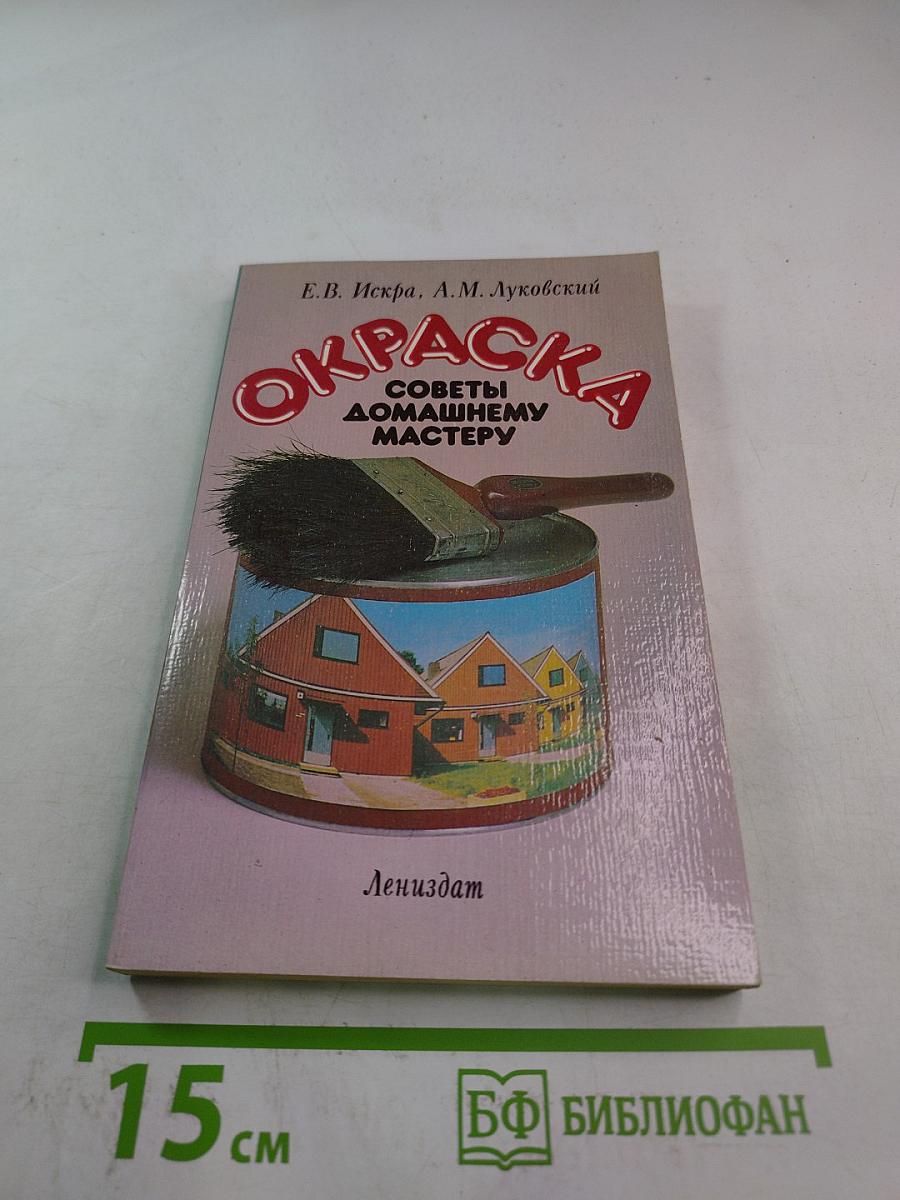 Е.В. Искра, А.М. Луковский
ОКРАСКА
СОВЕТЫ
ДОМАШНЕМУ
МАСТЕРУ
Лениздат
15 см
БФ БИБЛИОФАН